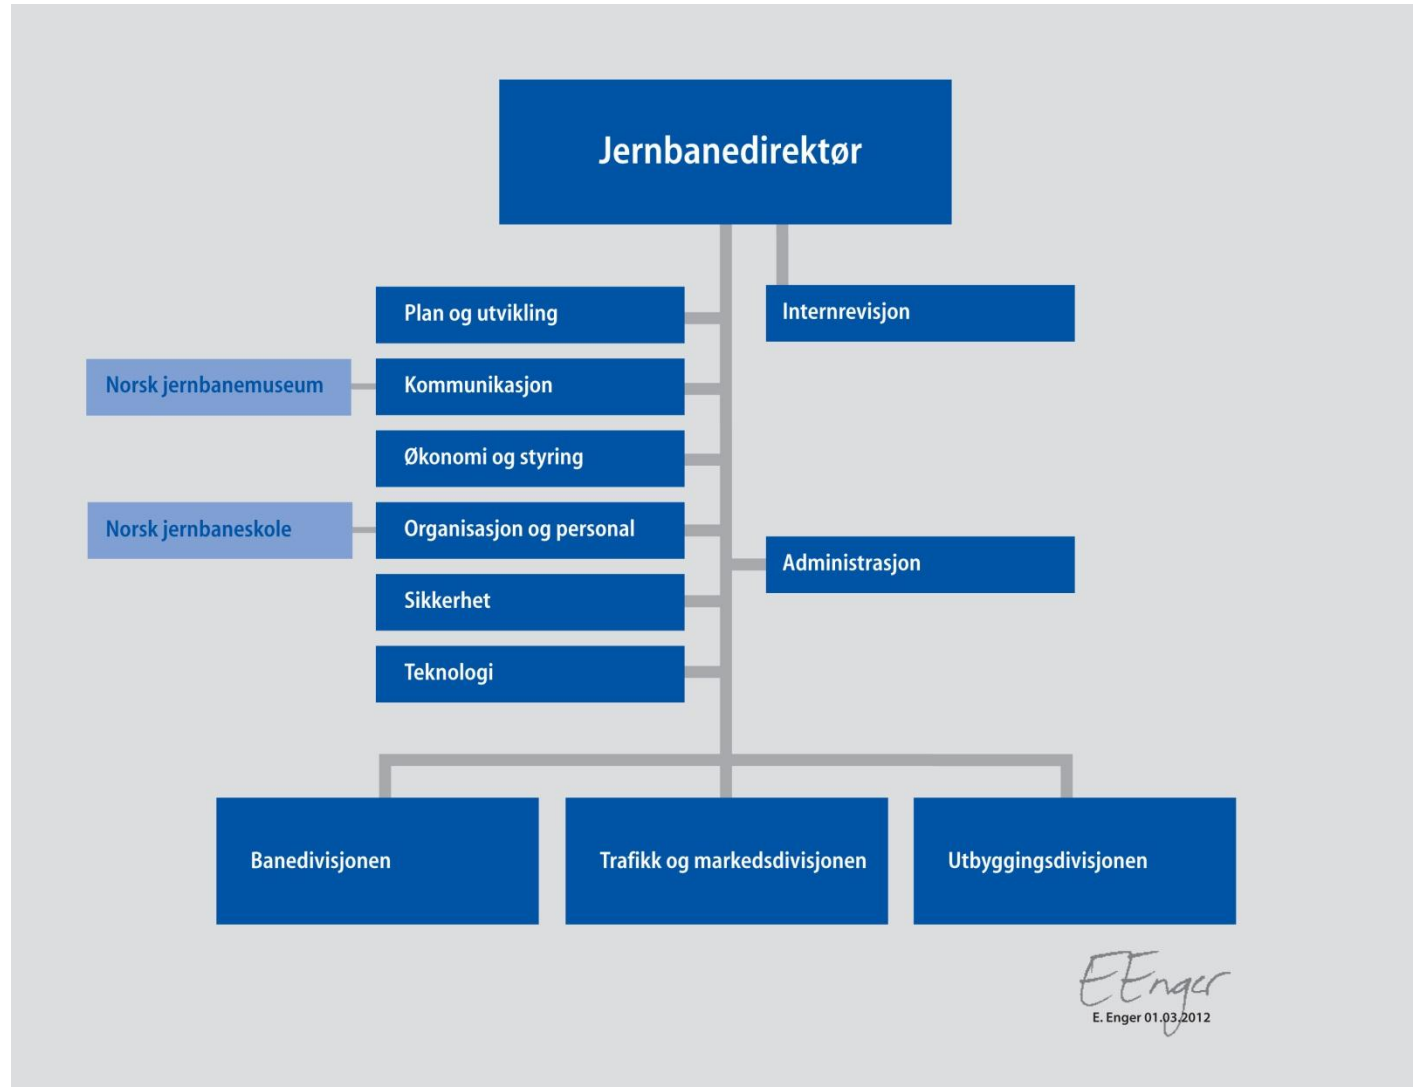 Jernbanedirektør
Plan og utvikling
Internrevisjon
Norsk jernbanemuseum
Kommunikasjon
Økonomi og styring
Norsk jernbaneskole
Organisasjon og personal
Administrasjon
Sikkerhet
Teknologi
Banedivisjonen
Trafikk og markedsdivisjonen
Utbyggingsdivisjonen
E Enger
E. Enger 01.03.2012